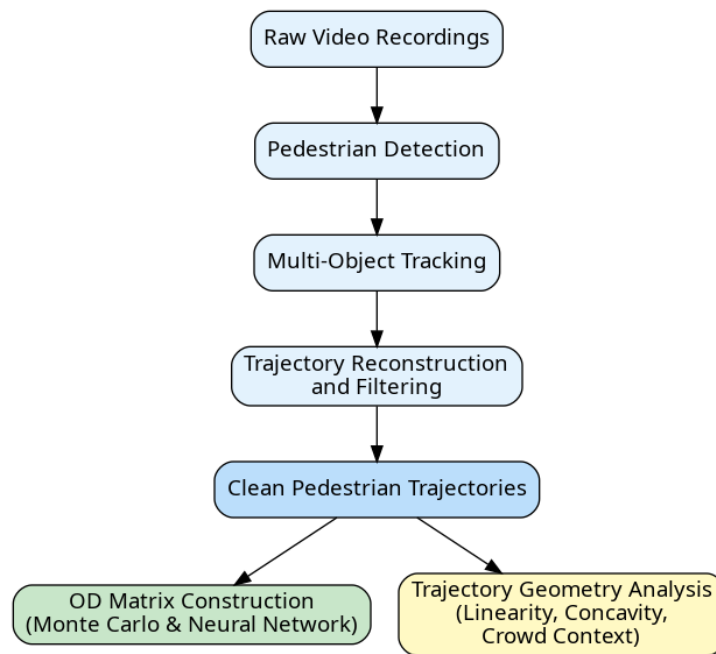 Raw Video Recordings
Pedestrian Detection
Multi-Object Tracking
Trajectory Reconstruction
and Filtering
Clean Pedestrian Trajectories
OD Matrix Construction
(Monte Carlo & Neural Network)
Trajectory Geometry Analysis
(Linearity, Concavity,
Crowd Context)